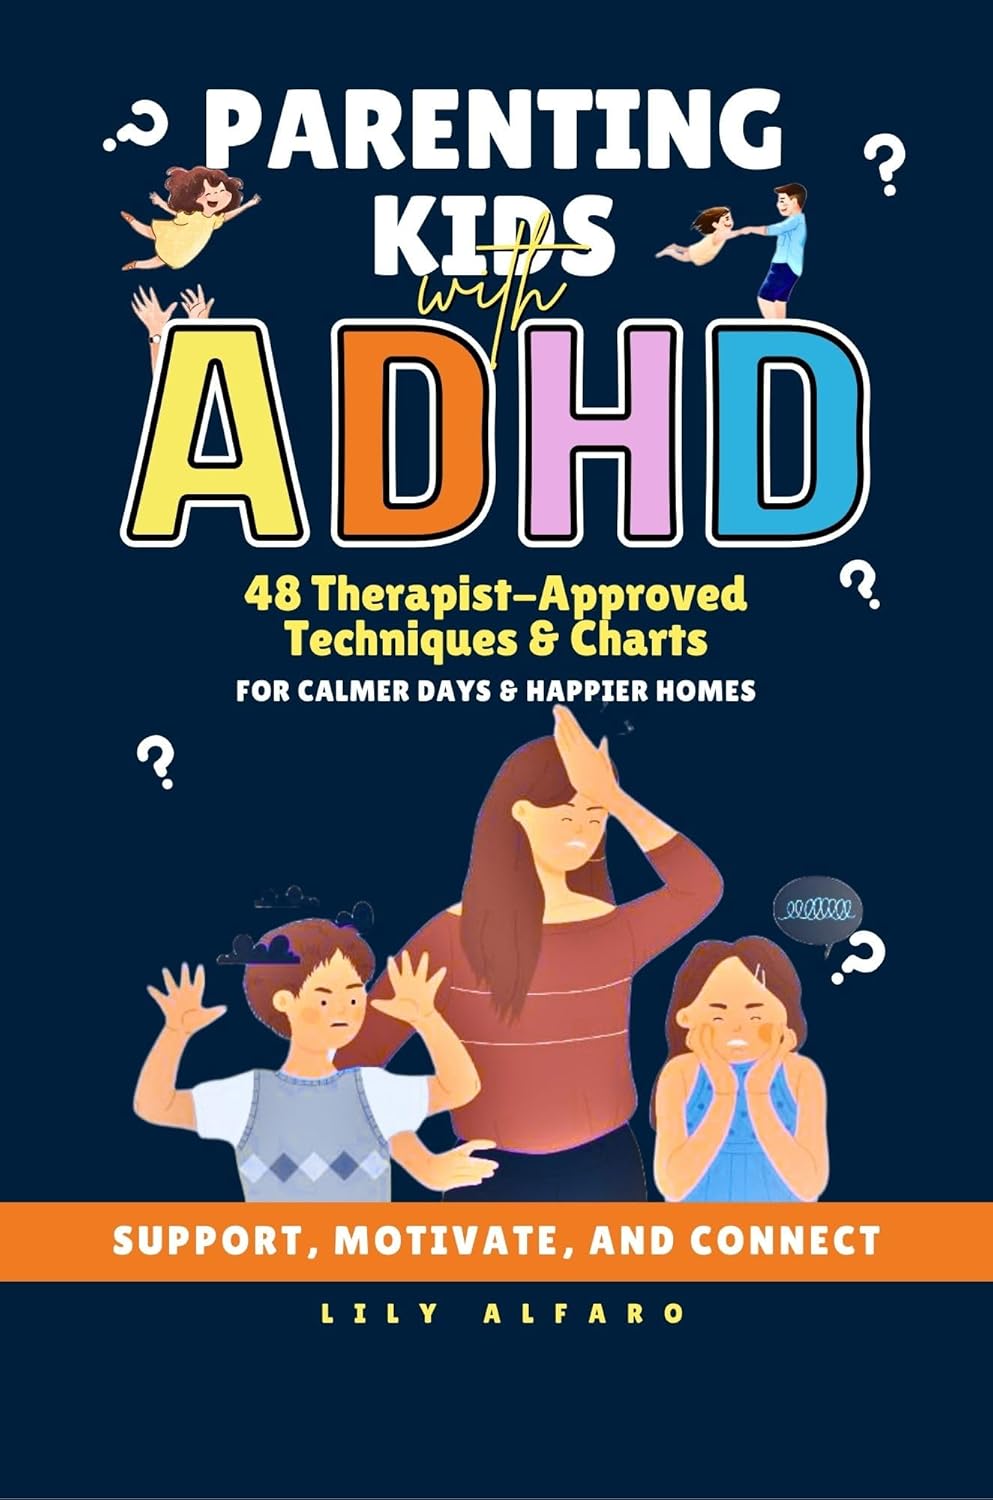 PARENTING
KIDS
with
ADHD
48 Therapist-Approved
Techniques & Charts
FOR CALMER DAYS & HAPPIER HOMES
SUPPORT, MOTIVATE, AND CONNECT
LILY ALFARO